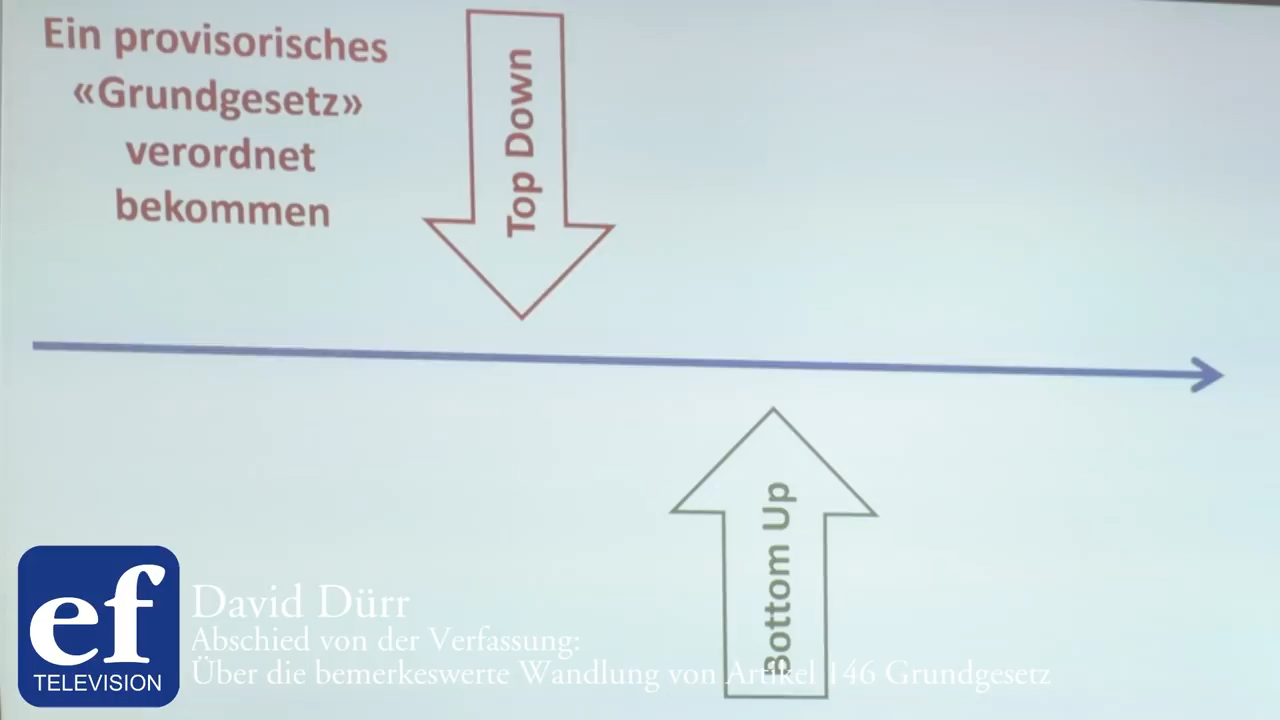 Ein provisorisches
«Grundgesetz»
verordnet
bekommen
Top Down
Bottom Up
ef
TELEVISION
David Dürr
Abschied von der Verfassung:
Über die bemerkeswerte Wandlung von Artikel 146 Grundgesetz